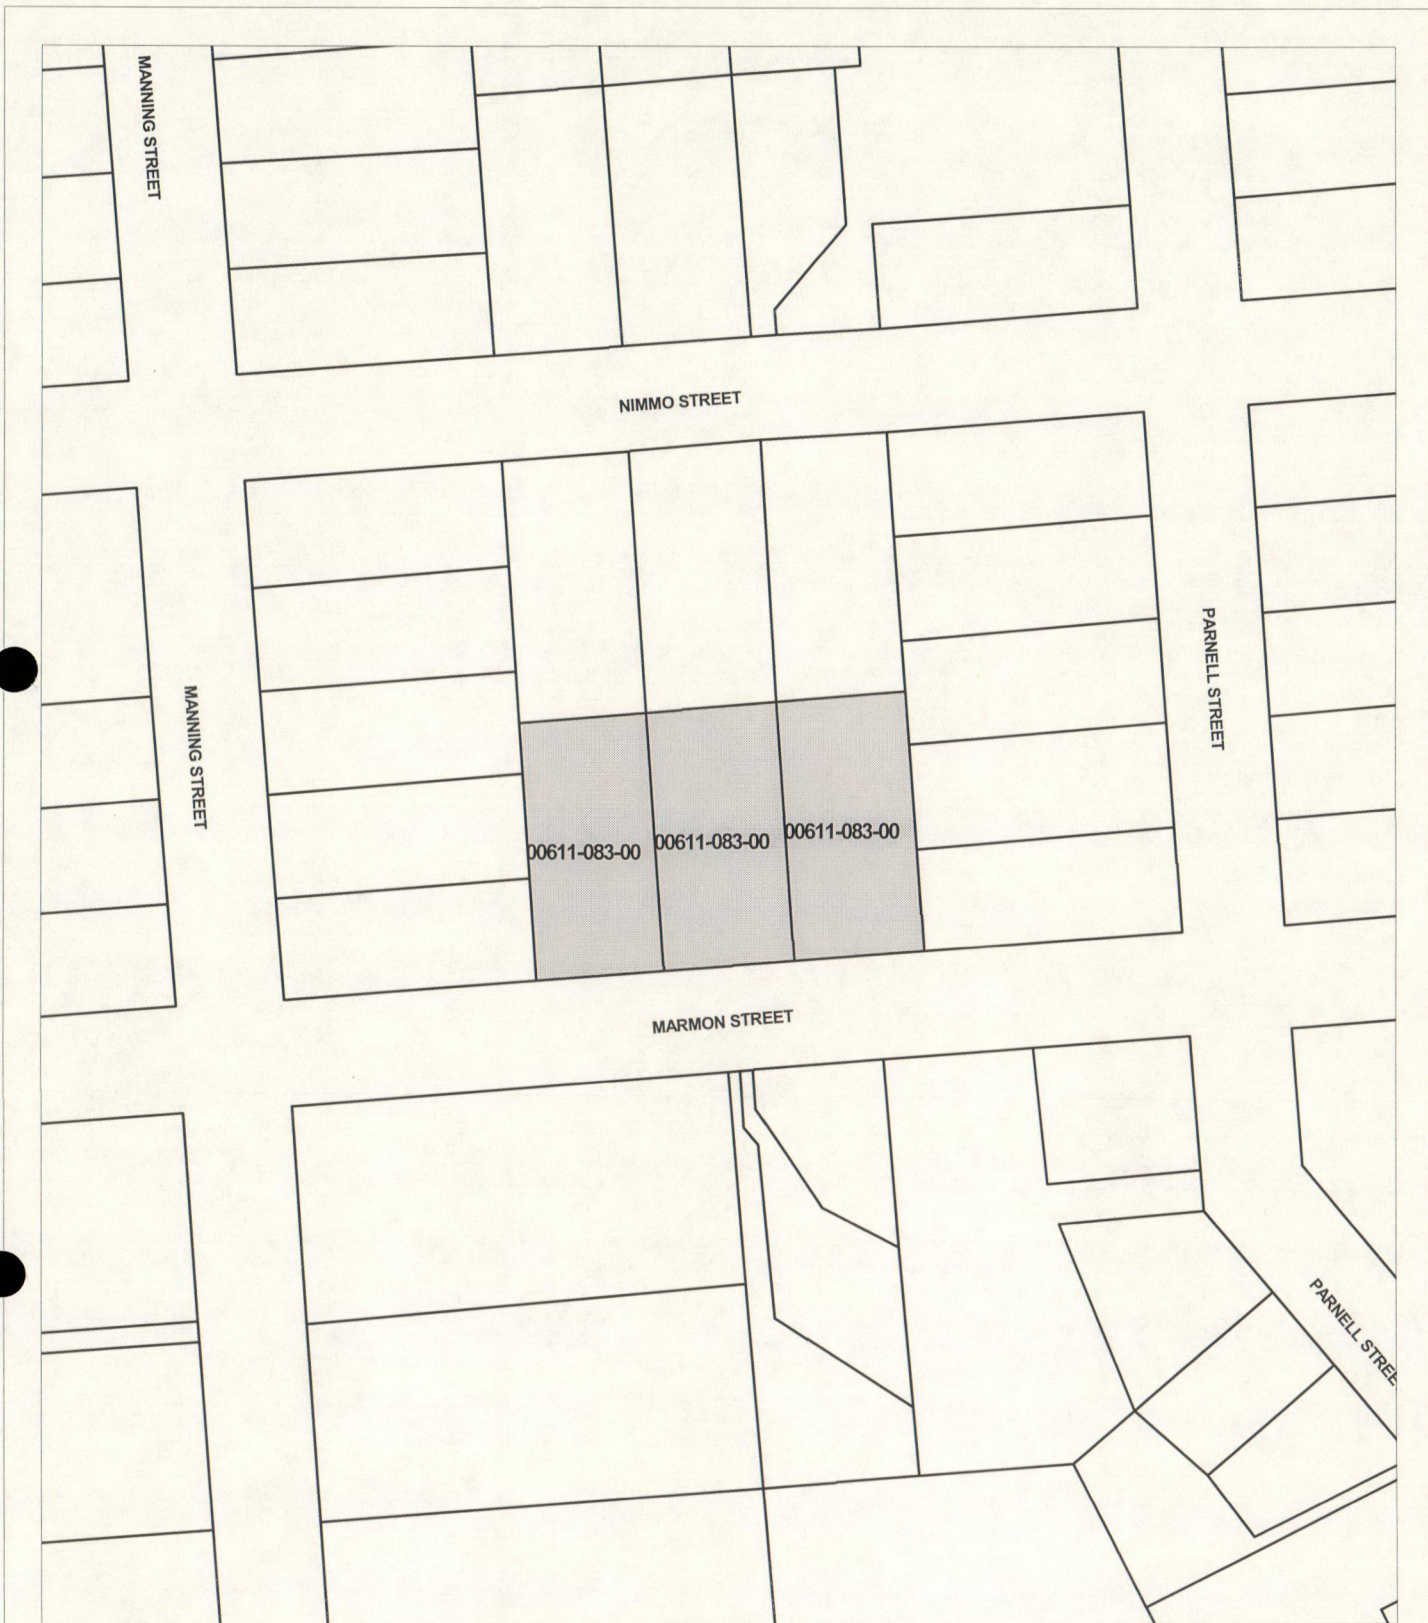 MANNING STREET
NIMMO STREET
PARNELL STREET
MANNING STREET
00611-083-00
00611-083-00
00611-083-00
MARMON STREET
PARNELL STREE